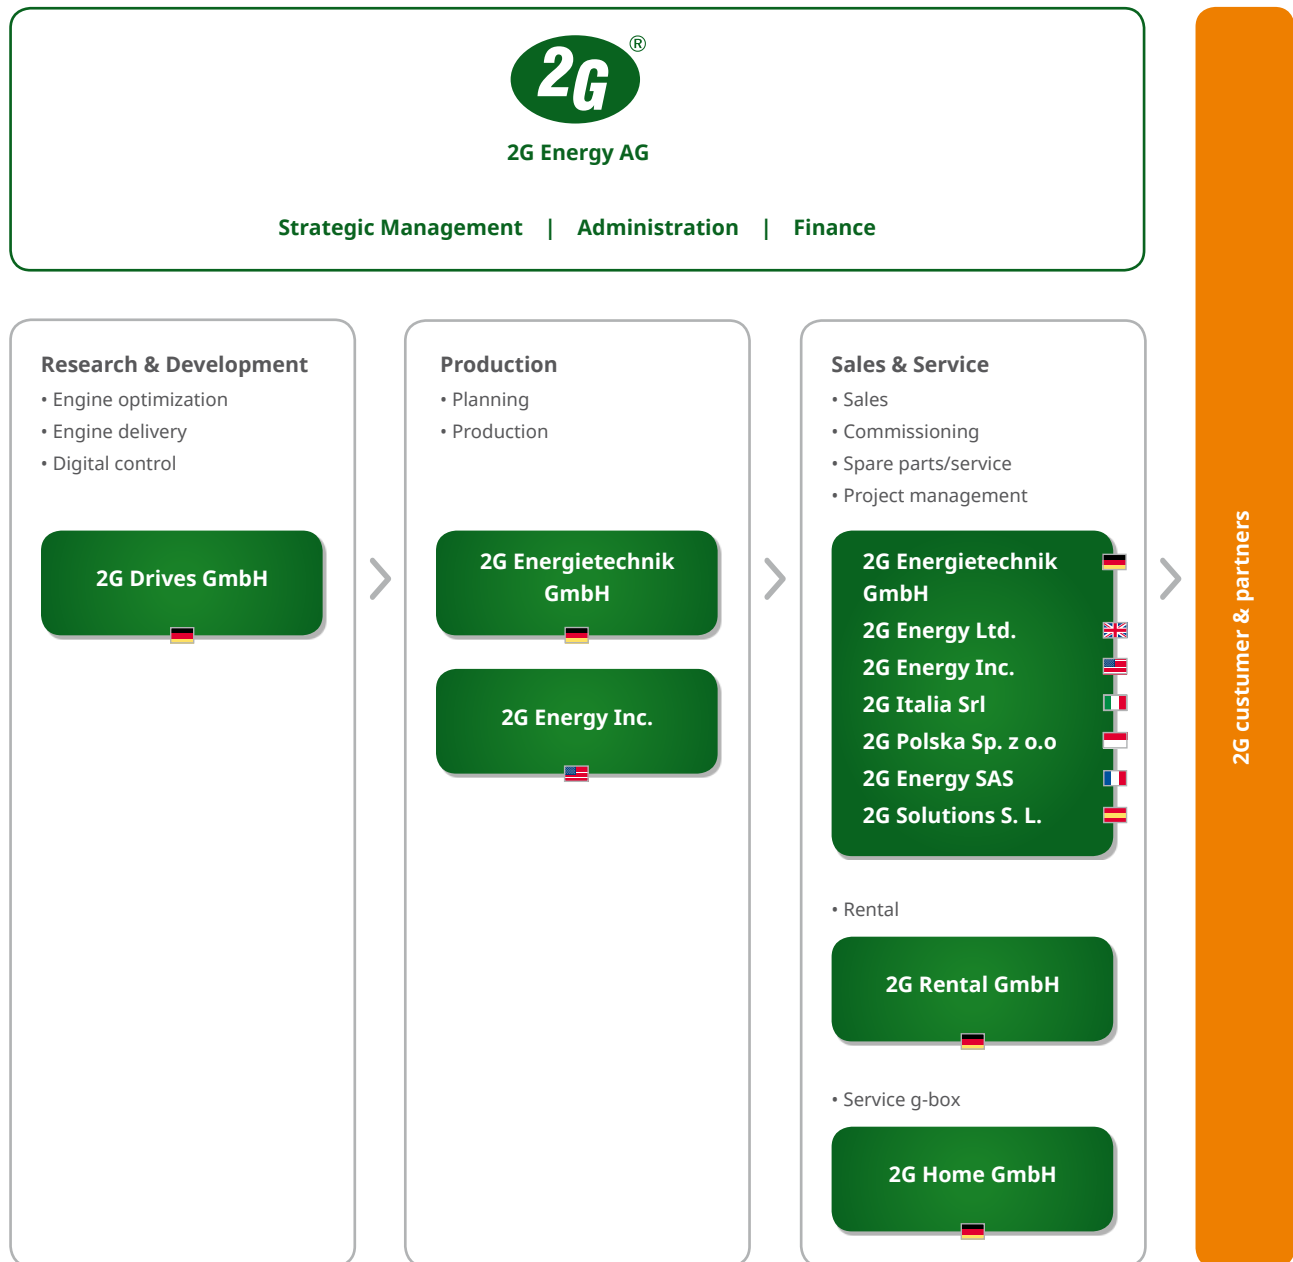 2G®
2G Energy AG
Strategic Management | Administration | Finance
Research & Development
• Engine optimization
• Engine delivery
• Digital control
2G Drives GmbH
Production
• Planning
• Production
2G Energietechnik
GmbH
2G Energy Inc.
Sales & Service
• Sales
• Commissioning
• Spare parts/service
• Project management
2G Energietechnik
GmbH
2G Energy Ltd.
2G Energy Inc.
2G Italia Srl
2G Polska Sp. z o.o
2G Energy SAS
2G Solutions S. L.
• Rental
2G Rental GmbH
• Service g-box
2G Home GmbH
2G custumer & partners